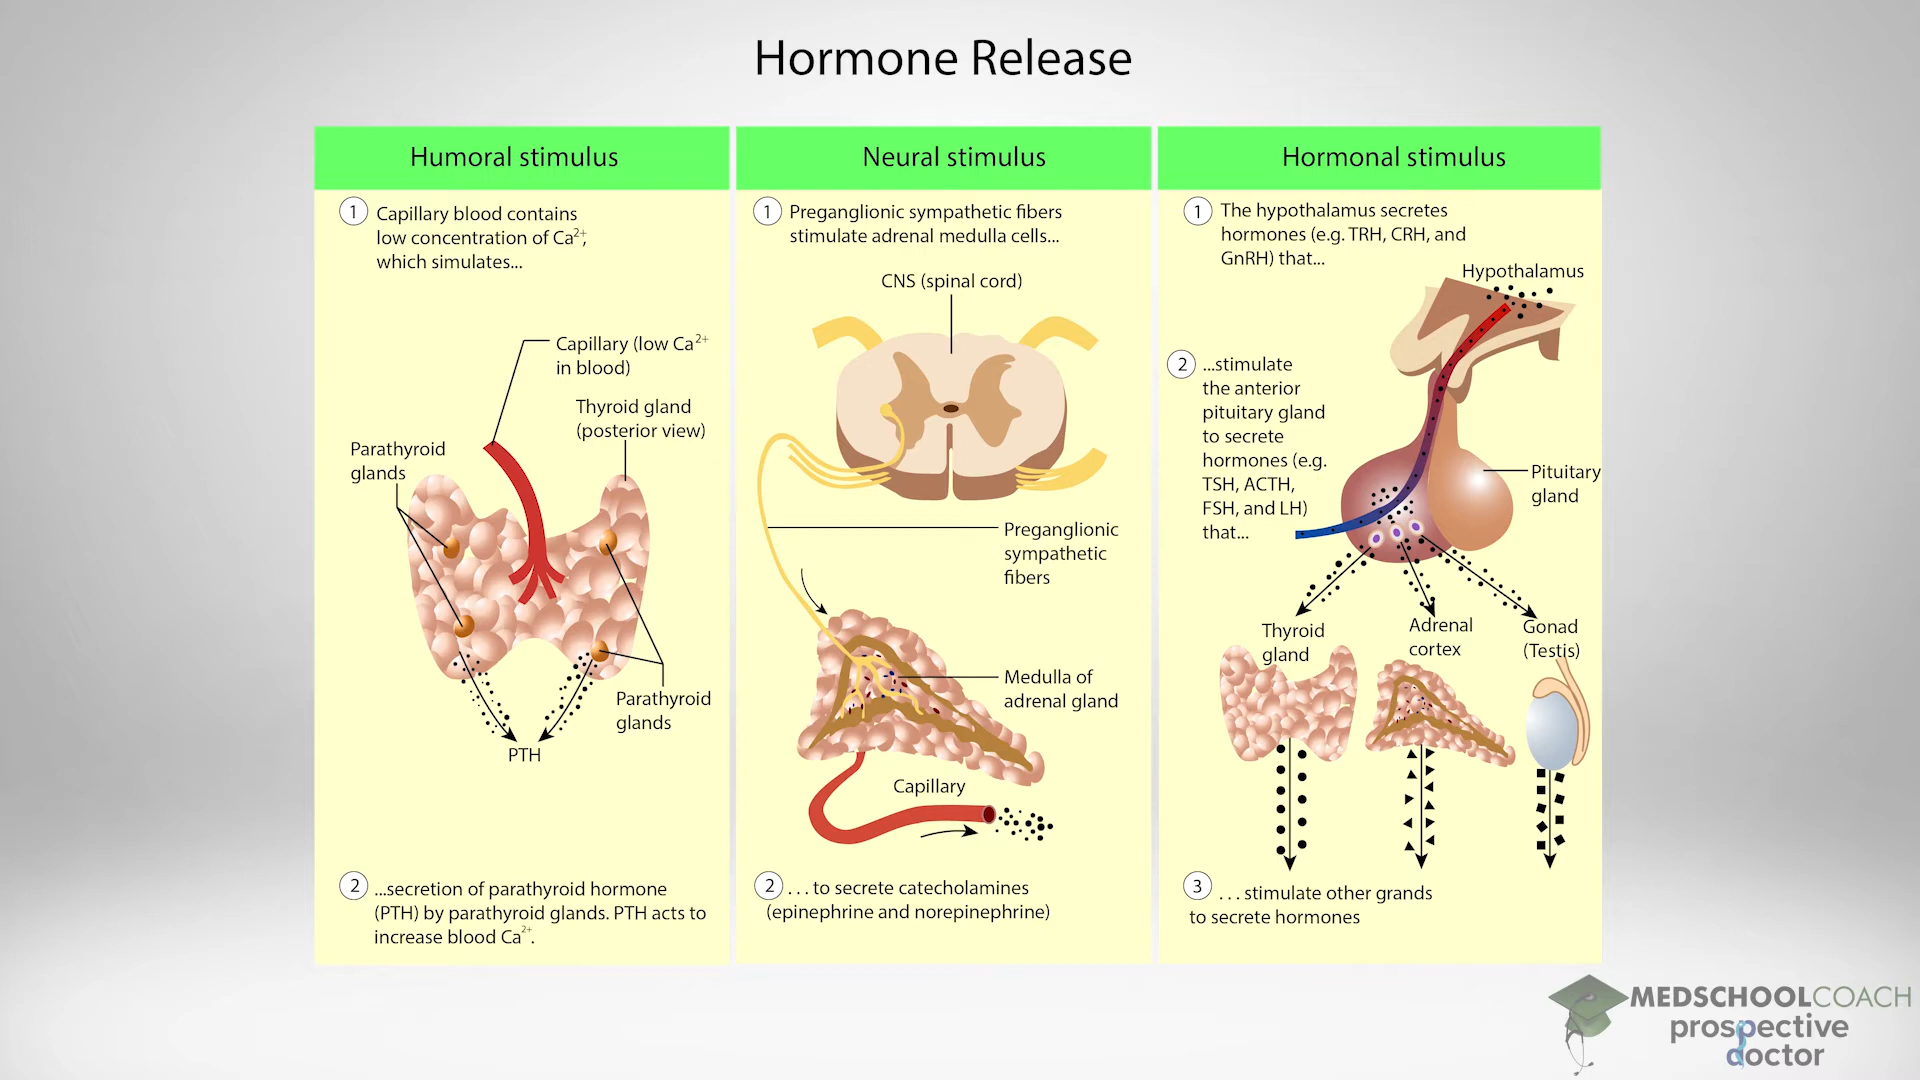 Hormone Release
Humoral stimulus
1
Capillary blood contains
low concentration of Ca²⁺,
which simulates...
Capillary (low Ca²⁺
in blood)
Thyroid gland
(posterior view)
Parathyroid
glands
Parathyroid
glands
PTH
2
...secretion of parathyroid hormone
(PTH) by parathyroid glands. PTH acts to
increase blood Ca²⁺.
Neural stimulus
1
Preganglionic sympathetic fibers
stimulate adrenal medulla cells...
CNS (spinal cord)
Preganglionic
sympathetic
fibers
Medulla of
adrenal gland
Capillary
2
. . . to secrete catecholamines
(epinephrine and norepinephrine)
Hormonal stimulus
1
The hypothalamus secretes
hormones (e.g. TRH, CRH, and
GnRH) that...
Hypothalamus
2
...stimulate
the anterior
pituitary gland
to secrete
hormones (e.g.
TSH, ACTH,
FSH, and LH)
that...
Pituitary
gland
Thyroid
gland
Adrenal
cortex
Gonad
(Testis)
3
. . . stimulate other grands
to secrete hormones
MEDSCHOOLCOACH
prospective
doctor